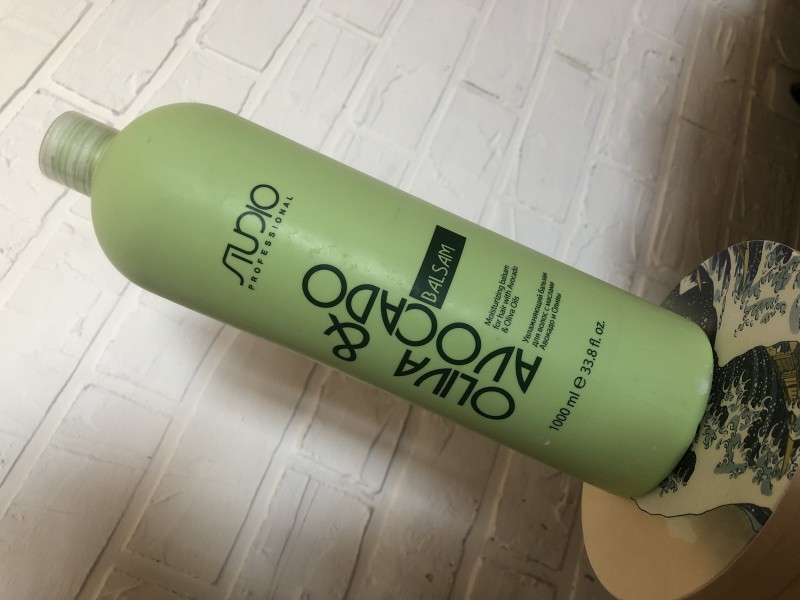 STUDIO
PROFESSIONAL
OLIVA &
AVOCADO
BALSAM
Moisturizing balsam
for hair with Avocado
& Oliva Oils
Увлажняющий бальзам
для волос с маслами
Авокадо и Оливии
1000 ml ℮ 33.8 fl. oz.